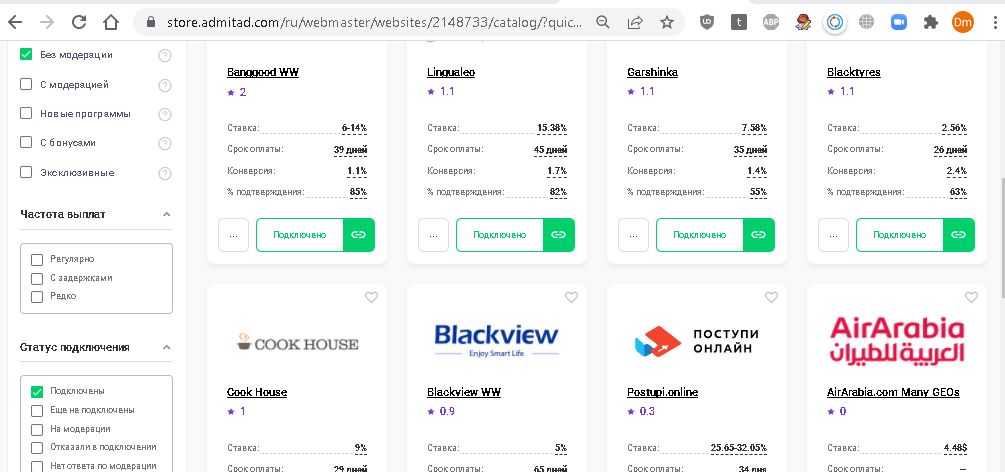 store.admitad.com/ru/webmaster/websites/2148733/catalog/?quic...
UD
t
ABP
Dm
Без модерации ?
С модерацией ?
Новые программы ?
С бонусами ?
Эксклюзивные ?
Частота выплат
Регулярно
С задержками
Редко
Статус подключения
Подключены
Еще не подключены
На модерации
Отказали в подключении
Нет ответа по модерации
Banggood WW
2
Ставка: 6-14%
Срок оплаты: 39 дней
Конверсия: 1.1%
% подтверждения: 85%
... Подключено
Lingualeo
1.1
Ставка: 15.38%
Срок оплаты: 45 дней
Конверсия: 1.7%
% подтверждения: 82%
... Подключено
Garshinka
1.1
Ставка: 7.58%
Срок оплаты: 35 дней
Конверсия: 1.4%
% подтверждения: 55%
... Подключено
Blacktyres
1.1
Ставка: 2.56%
Срок оплаты: 26 дней
Конверсия: 2.4%
% подтверждения: 63%
... Подключено
COOK HOUSE
Cook House
1
Ставка: 9%
Срок оплаты: 29 дней
Blackview
Enjoy Smart Life
Blackview WW
0.9
Ставка: 5%
Срок оплаты: 65 дней
ПОСТУПИ
ОНЛАЙН
Postupi.online
0.3
Ставка: 25.65-32.05%
Срок оплаты: 34 дня
AirArabia
العربية للطيران
AirArabia.com Many GEOs
0
Ставка: 4.48$
Срок оплаты: —